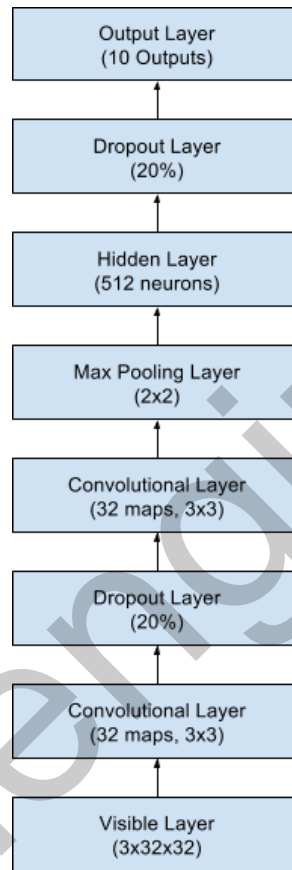 Output Layer
(10 Outputs)
Dropout Layer
(20%)
Hidden Layer
(512 neurons)
Max Pooling Layer
(2x2)
Convolutional Layer
(32 maps, 3x3)
Dropout Layer
(20%)
Convolutional Layer
(32 maps, 3x3)
Visible Layer
(3x32x32)